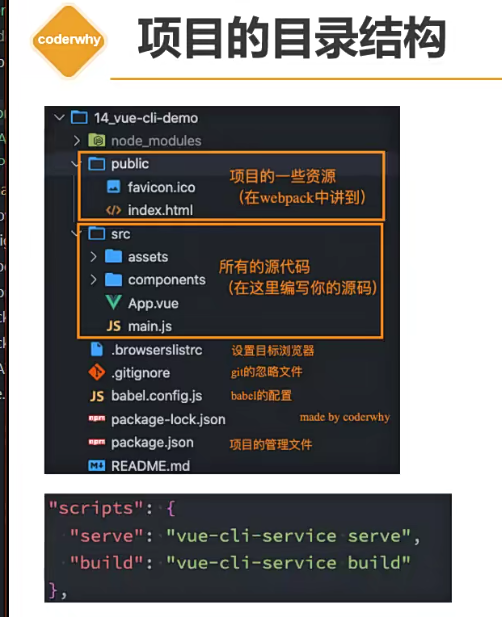 coderwhy
项目的目录结构
14_vue-cli-demo
node_modules
public
项目的一些资源
favicon.ico
（在webpack中讲到）
index.html
src
assets
所有的源代码
components
（在这里编写你的源码）
App.vue
JS main.js
.browserslistrc 设置目标浏览器
.gitignore git的忽略文件
JS babel.config.js babel的配置
npm package-lock.json made by coderwhy
npm package.json 项目的管理文件
README.md
"scripts": {
"serve": "vue-cli-service serve",
"build": "vue-cli-service build"
},